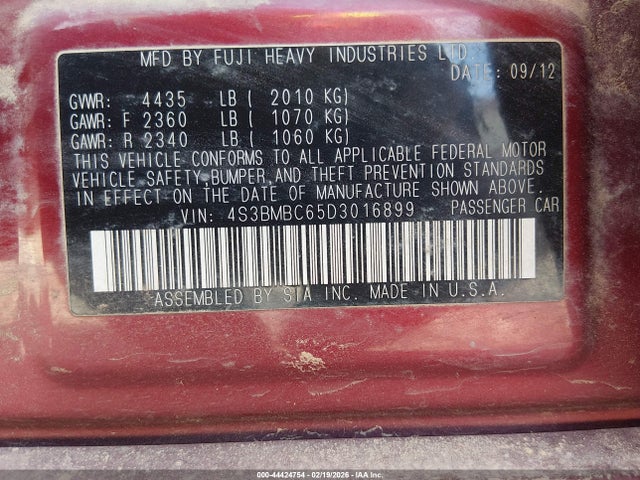 MFD BY FUJI HEAVY INDUSTRIES LTD.
DATE: 09/12
GVWR: 4435 LB ( 2010 KG)
GAWR: F 2360 LB ( 1070 KG)
GAWR: R 2340 LB ( 1060 KG)
THIS VEHICLE CONFORMS TO ALL APPLICABLE FEDERAL MOTOR
VEHICLE SAFETY,BUMPER,AND THEFT PREVENTION STANDARDS
IN EFFECT ON THE DATE OF MANUFACTURE SHOWN ABOVE.
VIN: 4S3BMBC65D3016899 PASSENGER CAR
ASSEMBLED BY SIA INC. MADE IN U.S.A.
000-44424754 - 02/19/2026 - IAAI.com